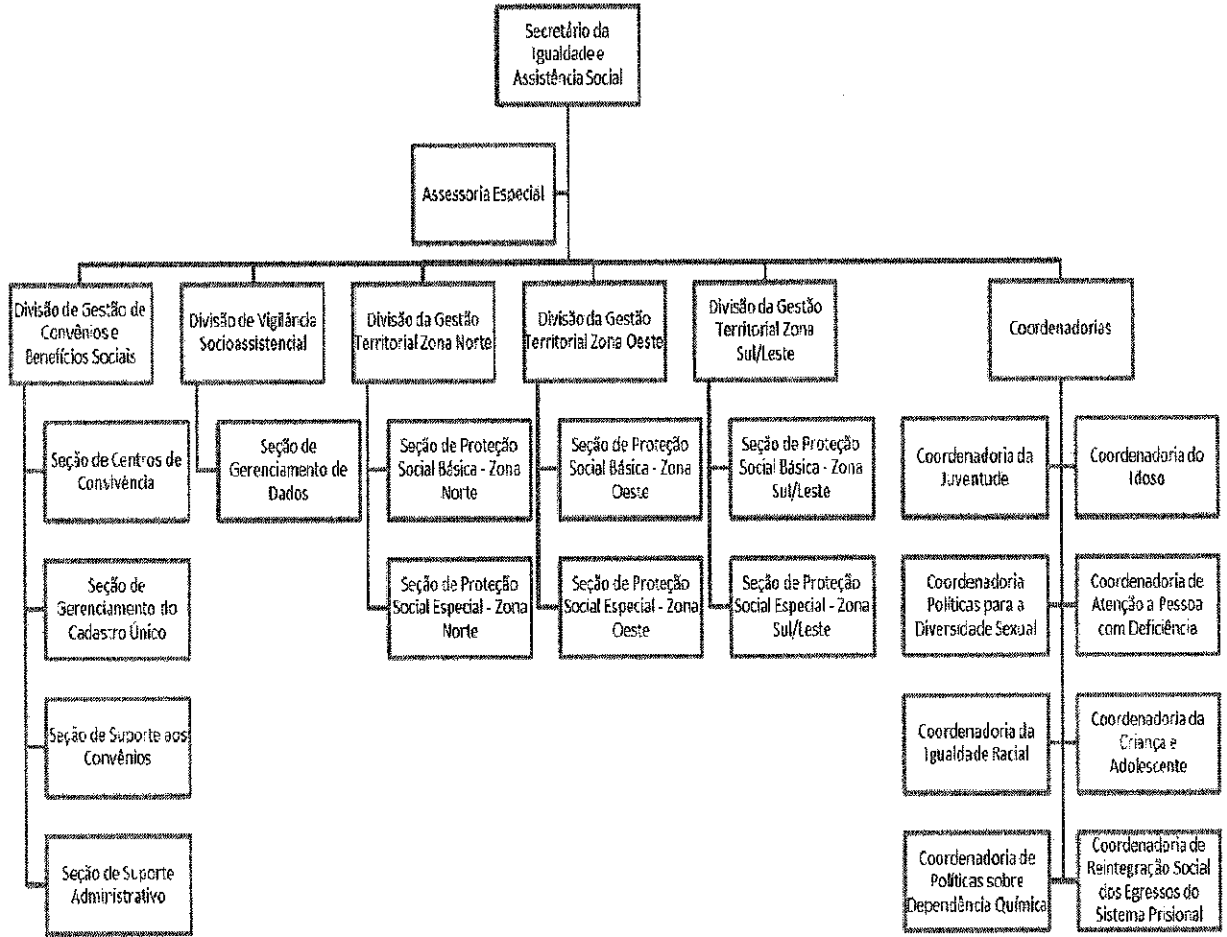 Secretário da
Igualdade e
Assistência Social
Assessoria Especial
Divisão de Gestão de
Convênios e
Benefícios Sociais
Divisão de Vigilância
Socioassistencial
Divisão da Gestão
Territorial Zona Norte
Divisão da Gestão
Territorial Zona Oeste
Divisão da Gestão
Territorial Zona
Sul/Leste
Coordenadorias
Seção de Centros de
Convivência
Seção de
Gerenciamento de
Dados
Seção de Proteção
Social Básica - Zona
Norte
Seção de Proteção
Social Básica - Zona
Oeste
Seção de Proteção
Social Básica - Zona
Sul/Leste
Coordenadoria da
Juventude
Coordenadoria do
Idoso
Seção de
Gerenciamento do
Cadastro Único
Seção de Proteção
Social Especial - Zona
Norte
Seção de Proteção
Social Especial - Zona
Oeste
Seção de Proteção
Social Especial - Zona
Sul/Leste
Coordenadoria
Políticas para a
Diversidade Sexual
Coordenadoria de
Atenção a Pessoa
com Deficiência
Seção de Suporte aos
Convênios
Coordenadoria da
Igualdade Racial
Coordenadoria da
Criança e
Adolescente
Seção de Suporte
Administrativo
Coordenadoria de
Políticas sobre
Dependência Química
Coordenadoria de
Reintegração Social
dos Egressos do
Sistema Prisional